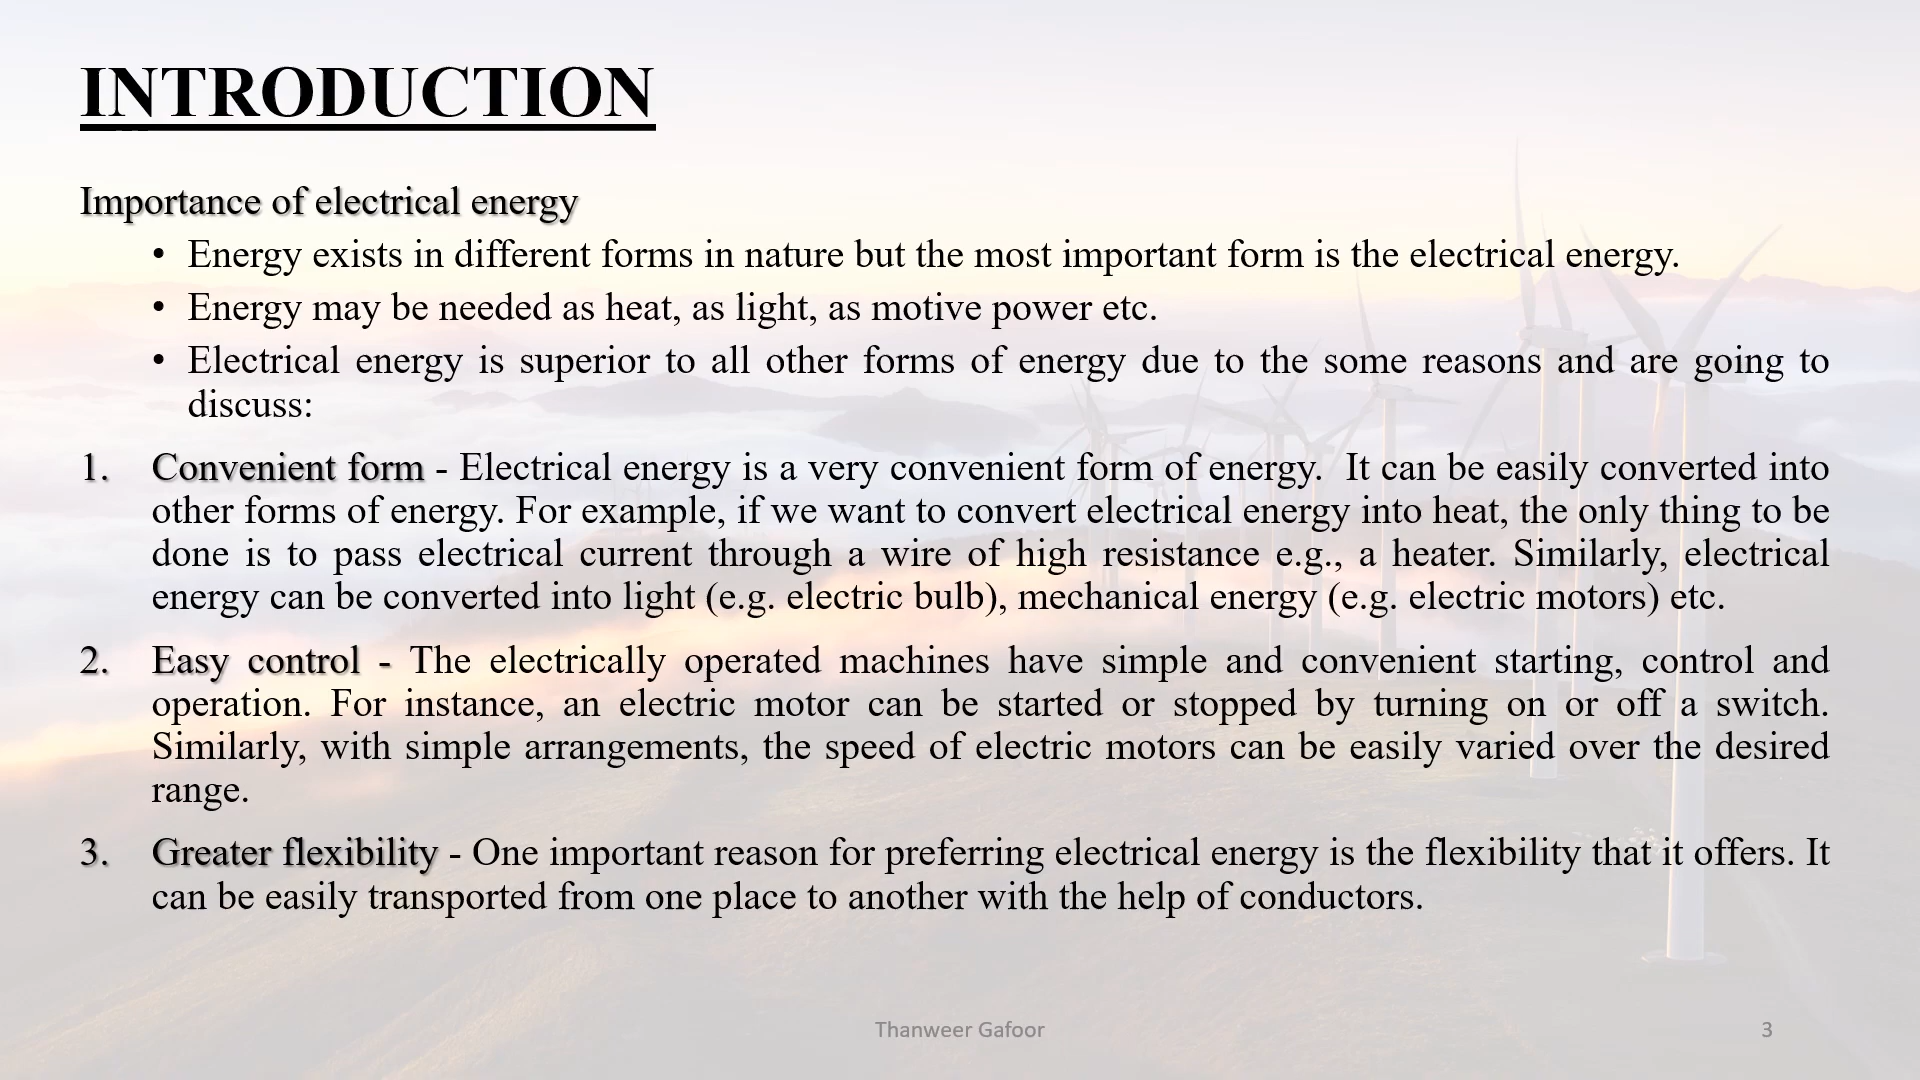 INTRODUCTION
Importance of electrical energy
• Energy exists in different forms in nature but the most important form is the electrical energy.
• Energy may be needed as heat, as light, as motive power etc.
• Electrical energy is superior to all other forms of energy due to the some reasons and are going to
discuss:
1. Convenient form - Electrical energy is a very convenient form of energy.  It can be easily converted into
other forms of energy. For example, if we want to convert electrical energy into heat, the only thing to be
done is to pass electrical current through a wire of high resistance e.g., a heater. Similarly, electrical
energy can be converted into light (e.g. electric bulb), mechanical energy (e.g. electric motors) etc.
2. Easy control - The electrically operated machines have simple and convenient starting, control and
operation. For instance, an electric motor can be started or stopped by turning on or off a switch.
Similarly, with simple arrangements, the speed of electric motors can be easily varied over the desired
range.
3. Greater flexibility - One important reason for preferring electrical energy is the flexibility that it offers. It
can be easily transported from one place to another with the help of conductors.
Thanweer Gafoor
3